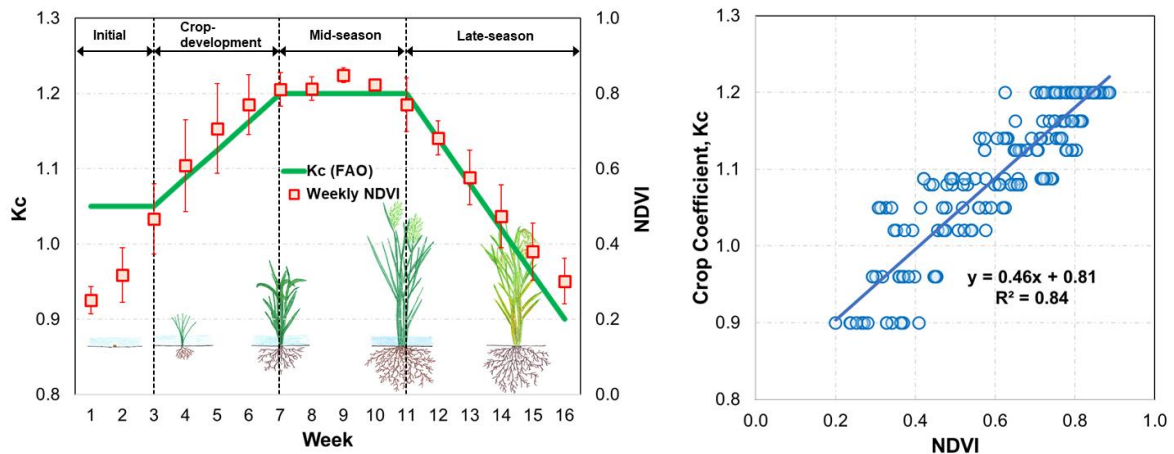 1.3
1.2
1.1
1.0
0.9
0.8
Kc
Initial
Crop-
development
Mid-season
Late-season
Kc (FAO)
Weekly NDVI
1 2 3 4 5 6 7 8 9 10 11 12 13 14 15 16
Week
1.0
0.8
0.6
0.4
0.2
0.0
NDVI
1.3
1.2
1.1
1.0
0.9
0.8
Crop Coefficient, Kc
y = 0.46x + 0.81
R² = 0.84
0.0 0.2 0.4 0.6 0.8 1.0
NDVI